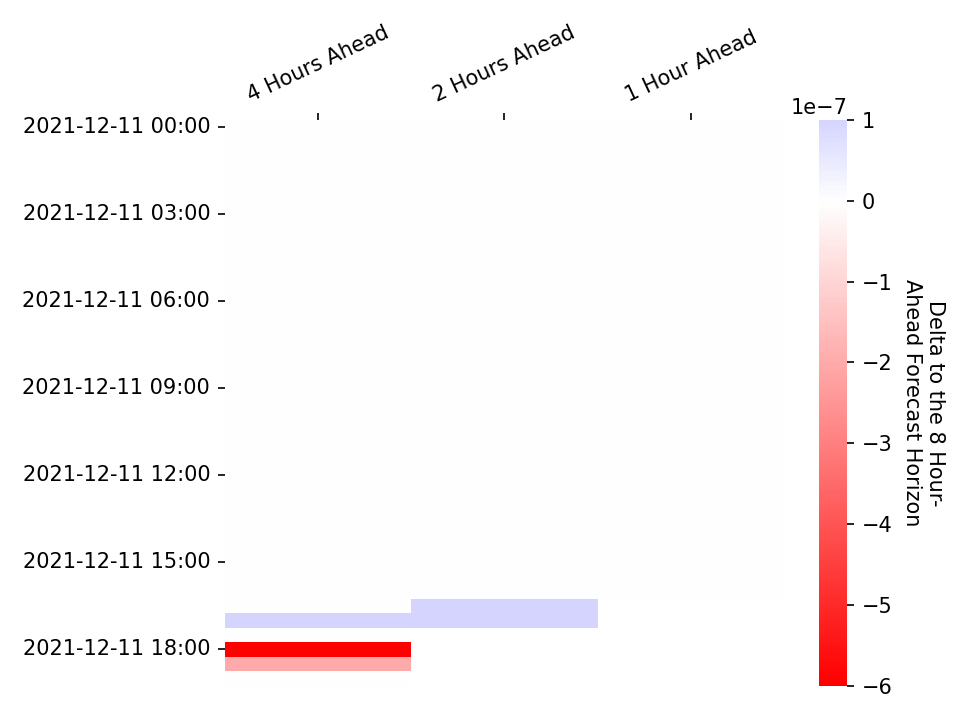 4 Hours Ahead
2 Hours Ahead
1 Hour Ahead
2021-12-11 00:00
2021-12-11 03:00
2021-12-11 06:00
2021-12-11 09:00
2021-12-11 12:00
2021-12-11 15:00
2021-12-11 18:00
1e−7
1
0
−1
−2
−3
−4
−5
−6
Delta to the 8 Hour-
Ahead Forecast Horizon